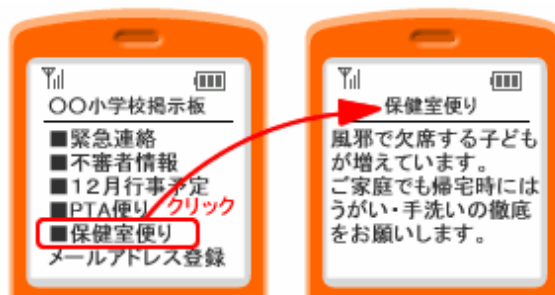 〇〇小学校掲示板
■緊急連絡
■不審者情報
■12月行事予定
■PTA便り
クリック
■保健室便り
メールアドレス登録
保健室便り
風邪で欠席する子ども
が増えています。
ご家庭でも帰宅時には
うがい・手洗いの徹底
をお願いします。